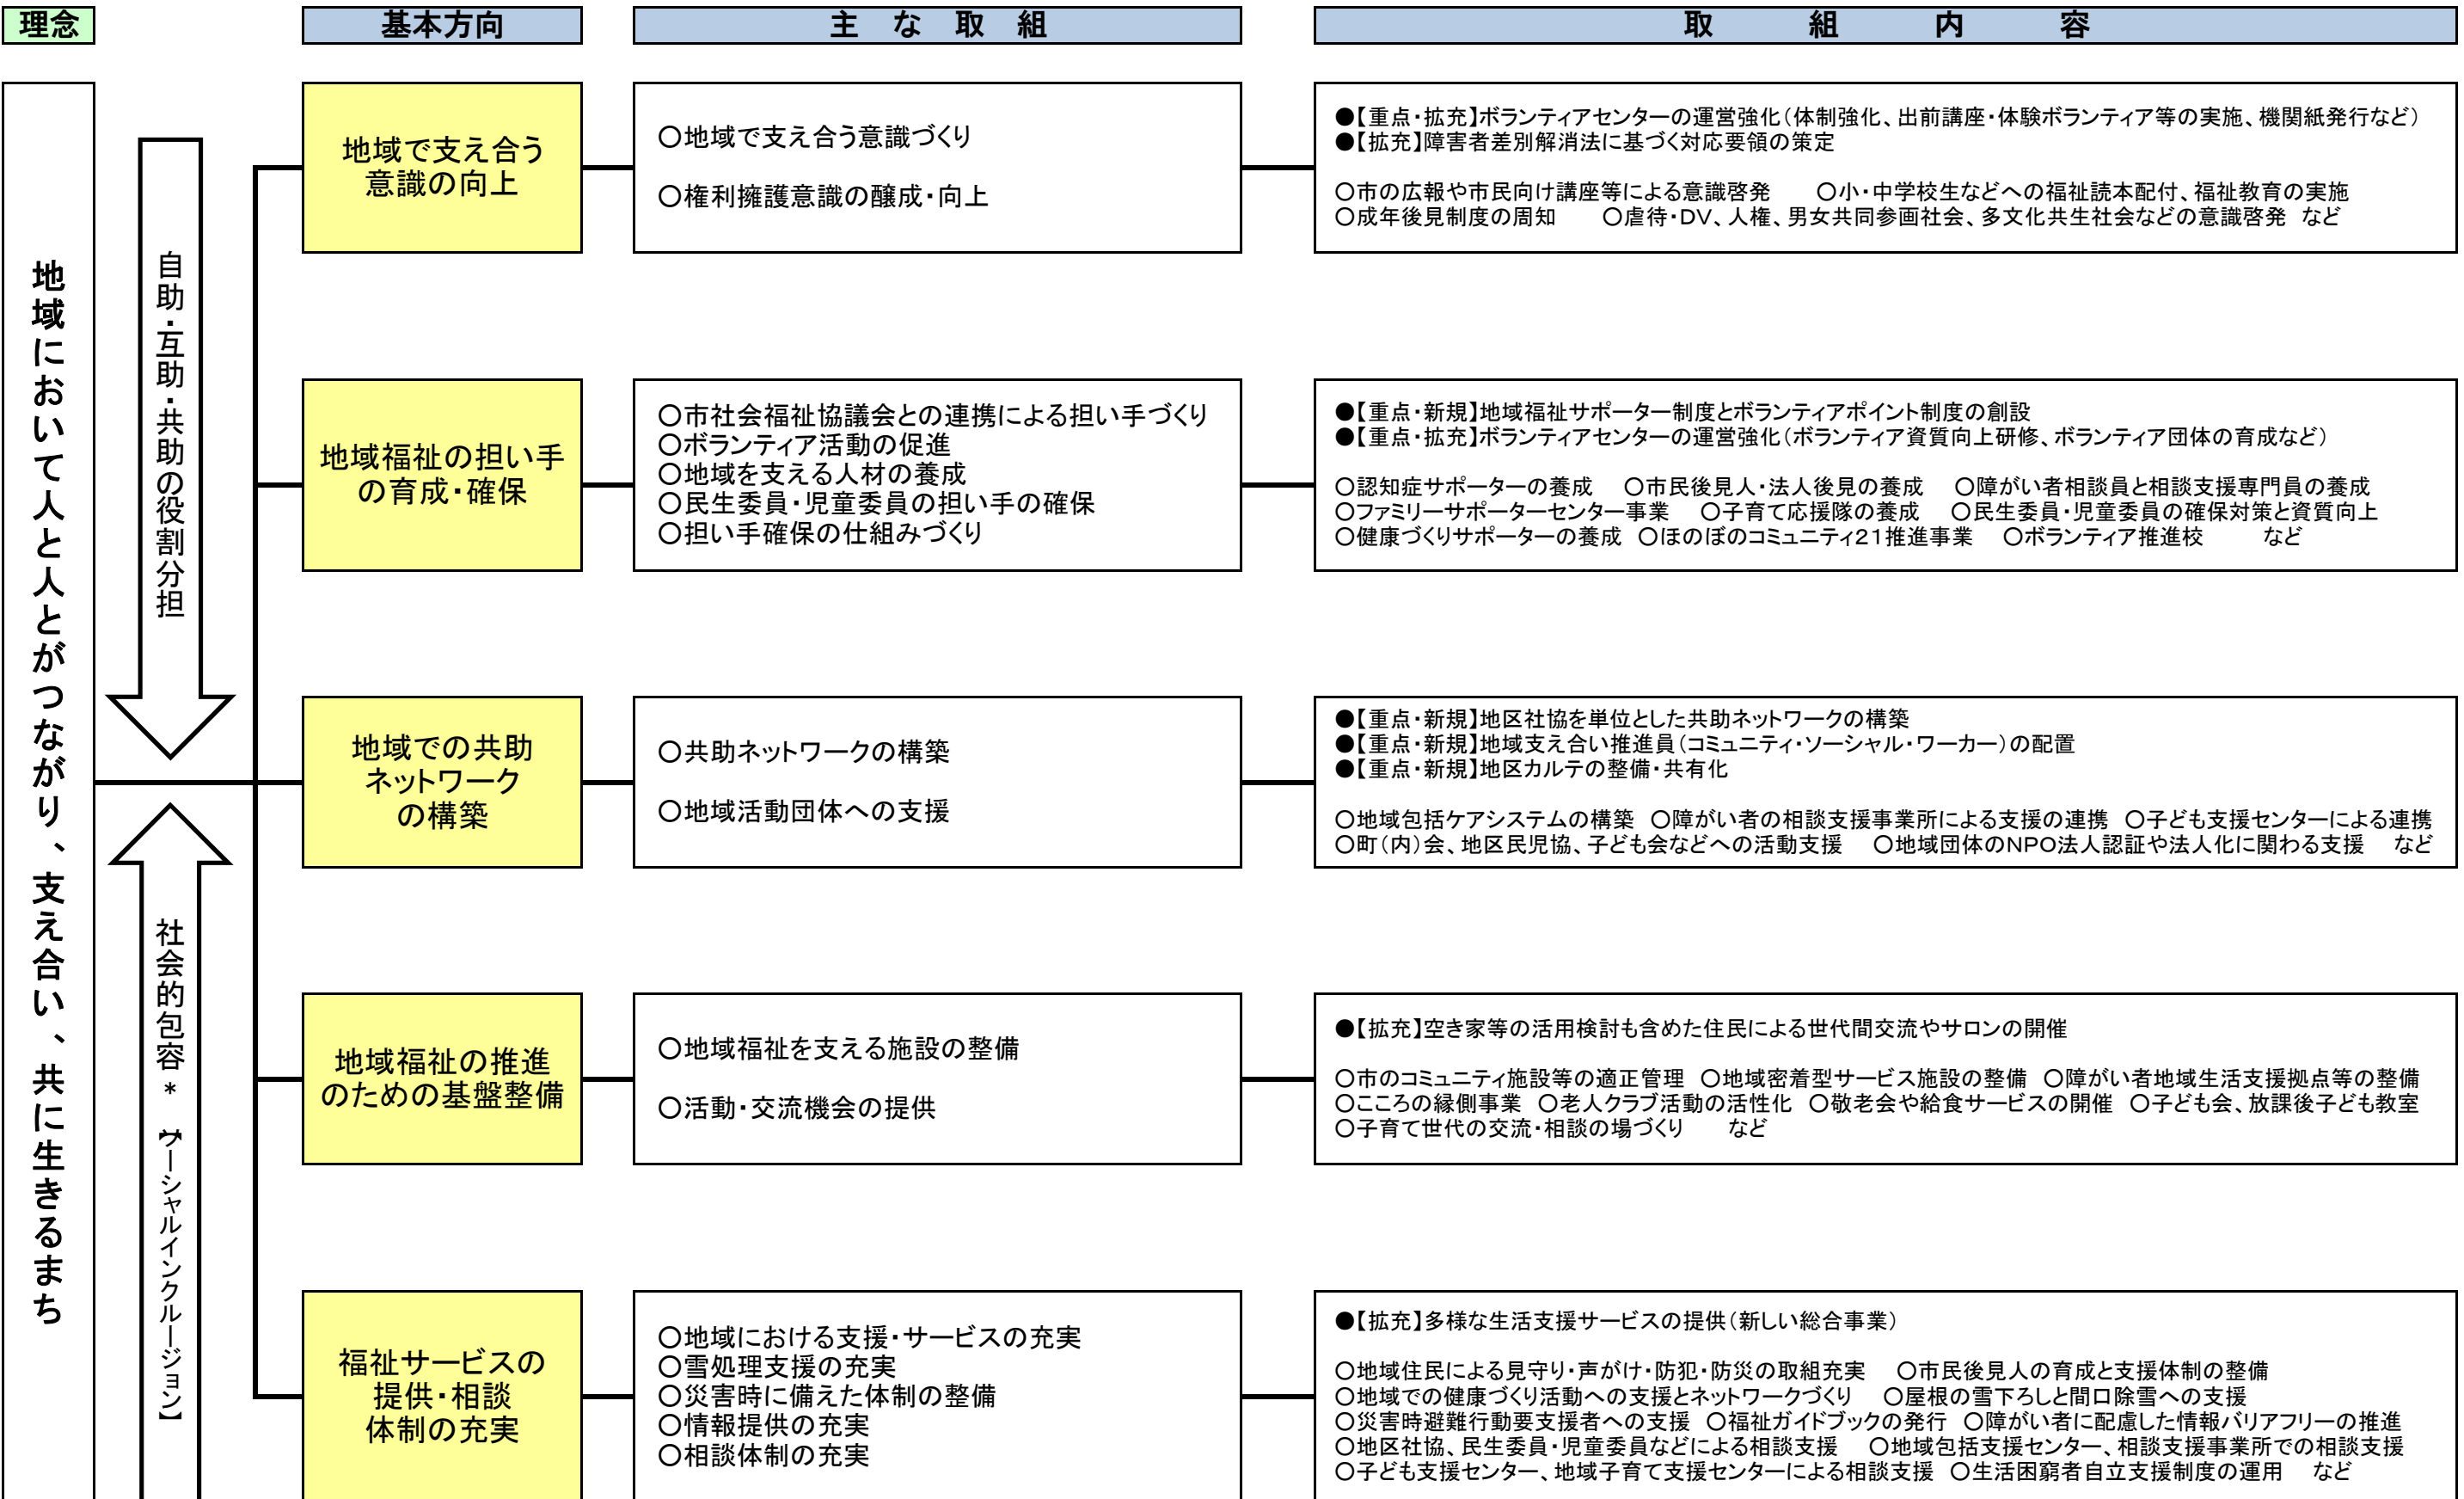 理念
基本方向
主な取組
取組内容
地域において人と人とがつながり、支え合い、共に生きるまち
自助・互助・共助の役割分担
社会的包容*【ソーシャルインクルージョン】
地域で支え合う
意識の向上
○地域で支え合う意識づくり
○権利擁護意識の醸成・向上
●【重点・拡充】ボランティアセンターの運営強化(体制強化、出前講座・体験ボランティア等の実施、機関紙発行など)
●【拡充】障害者差別解消法に基づく対応要領の策定
○市の広報や市民向け講座等による意識啓発　○小・中学校生などへの福祉読本配付、福祉教育の実施
○成年後見制度の周知　○虐待・DV、人権、男女共同参画社会、多文化共生社会などの意識啓発　など
地域福祉の担い手
の育成・確保
○市社会福祉協議会との連携による担い手づくり
○ボランティア活動の促進
○地域を支える人材の養成
○民生委員・児童委員の担い手の確保
○担い手確保の仕組みづくり
●【重点・新規】地域福祉サポーター制度とボランティアポイント制度の創設
●【重点・拡充】ボランティアセンターの運営強化(ボランティア資質向上研修、ボランティア団体の育成など)
○認知症サポーターの養成　○市民後見人・法人後見の養成　○障がい者相談員と相談支援専門員の養成
○ファミリーサポーターセンター事業　○子育て応援隊の養成　○民生委員・児童委員の確保対策と資質向上
○健康づくりサポーターの養成　○ほのぼのコミュニティ21推進事業　○ボランティア推進校　など
地域での共助
ネットワーク
の構築
○共助ネットワークの構築
○地域活動団体への支援
●【重点・新規】地区社協を単位とした共助ネットワークの構築
●【重点・新規】地域支え合い推進員(コミュニティ・ソーシャル・ワーカー)の配置
●【重点・新規】地区カルテの整備・共有化
○地域包括ケアシステムの構築　○障がい者の相談支援事業所による支援の連携　○子ども支援センターによる連携
○町(内)会、地区民児協、子ども会などへの活動支援　○地域団体のNPO法人認証や法人化に関わる支援　など
地域福祉の推進
のための基盤整備
○地域福祉を支える施設の整備
○活動・交流機会の提供
●【拡充】空き家等の活用検討も含めた住民による世代間交流やサロンの開催
○市のコミュニティ施設等の適正管理　○地域密着型サービス施設の整備　○障がい者地域生活支援拠点等の整備
○こころの縁側事業　○老人クラブ活動の活性化　○敬老会や給食サービスの開催　○子ども会、放課後子ども教室
○子育て世代の交流・相談の場づくり　など
福祉サービスの
提供・相談
体制の充実
○地域における支援・サービスの充実
○雪処理支援の充実
○災害時に備えた体制の整備
○情報提供の充実
○相談体制の充実
●【拡充】多様な生活支援サービスの提供(新しい総合事業)
○地域住民による見守り・声がけ・防犯・防災の取組充実　○市民後見人の育成と支援体制の整備
○地域での健康づくり活動への支援とネットワークづくり　○屋根の雪下ろしと間口除雪への支援
○災害時避難行動要支援者への支援　○福祉ガイドブックの発行　○障がい者に配慮した情報バリアフリーの推進
○地区社協、民生委員・児童委員などによる相談支援　○地域包括支援センター、相談支援事業所での相談支援
○子ども支援センター、地域子育て支援センターによる相談支援　○生活困窮者自立支援制度の運用　など